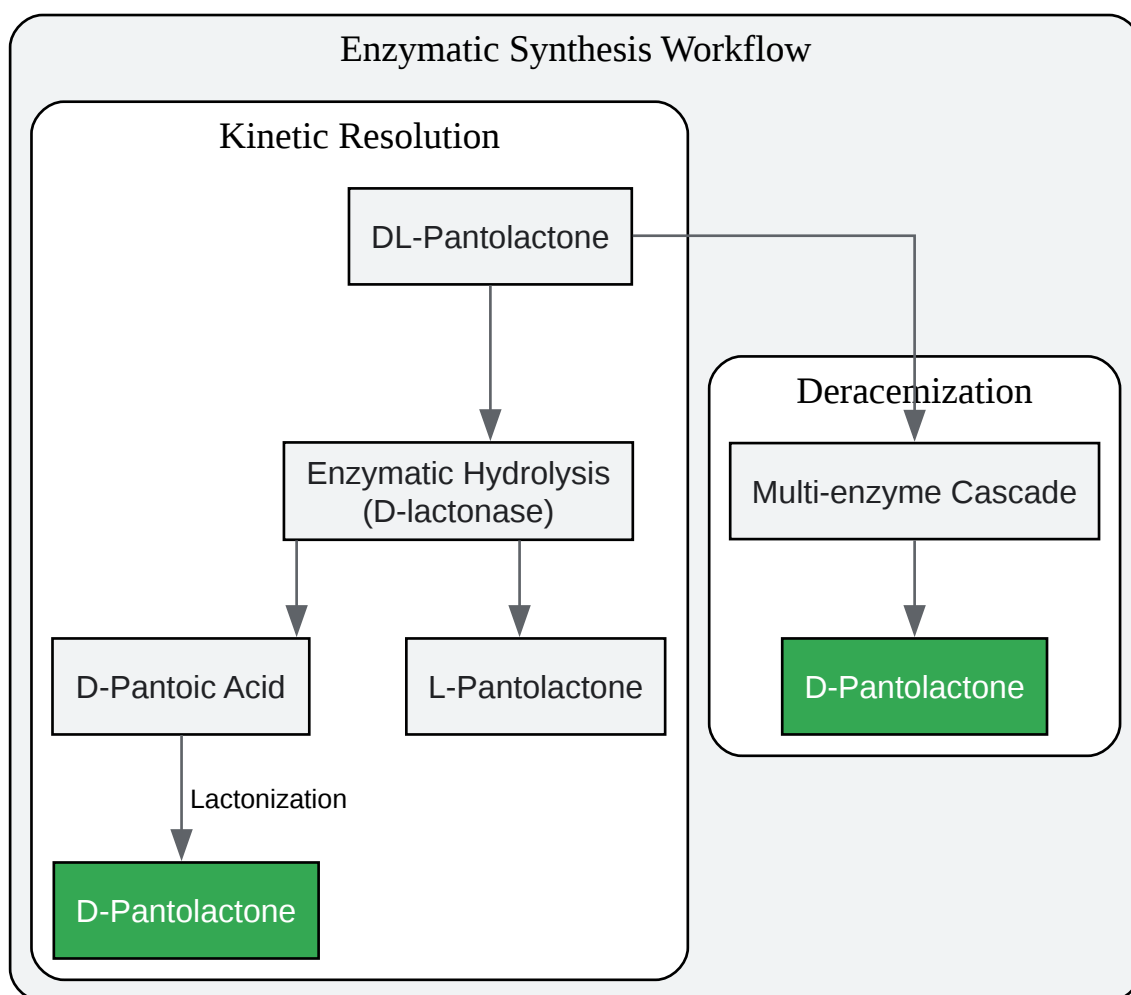 Enzymatic Synthesis Workflow
Kinetic Resolution
DL-Pantolactone
Deracemization
Enzymatic Hydrolysis
(D-lactonase)
Multi-enzyme Cascade
D-Pantoic Acid
L-Pantolactone
D-Pantolactone
Lactonization
D-Pantolactone